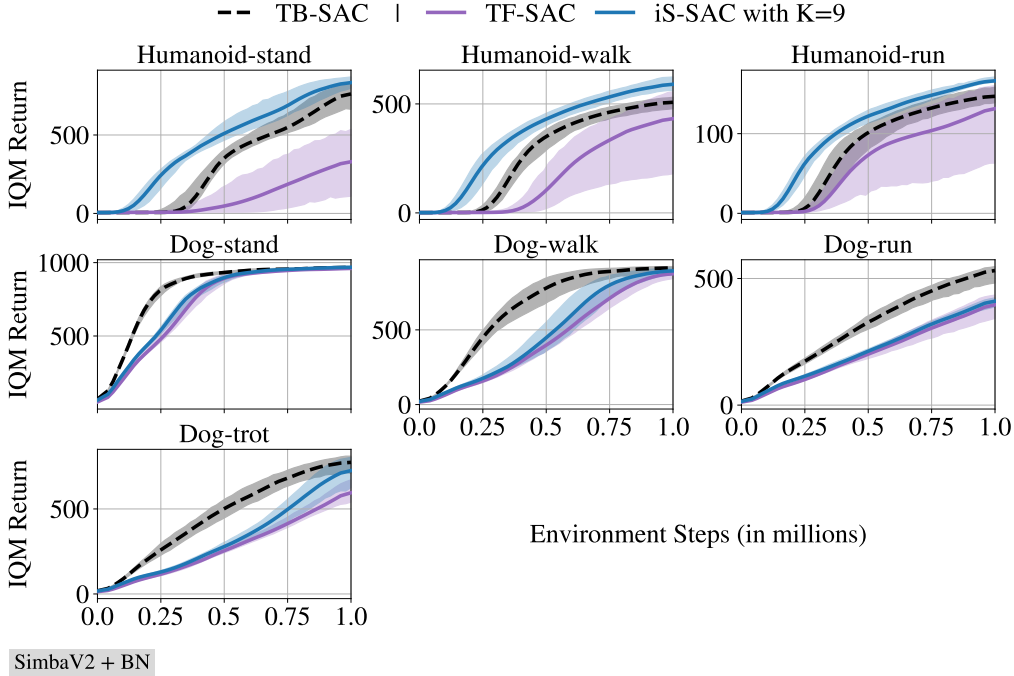 TB-SAC | TF-SAC iS-SAC with K=9
Humanoid-stand Humanoid-walk Humanoid-run
IQM Return
500
0
500
0
100
0
Dog-stand Dog-walk Dog-run
IQM Return
1000
500
500
0
500
0
0.0 0.25 0.5 0.75 1.0
0.0 0.25 0.5 0.75 1.0
Dog-trot
IQM Return
500
0
0.0 0.25 0.5 0.75 1.0
Environment Steps (in millions)
SimbaV2 + BN